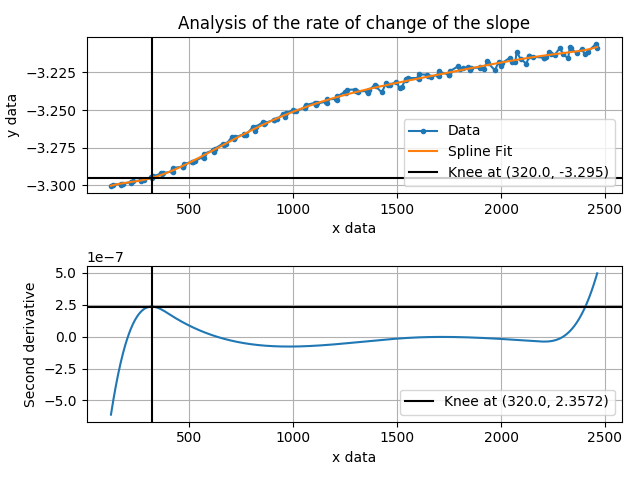 Analysis of the rate of change of the slope
y data
−3.225
−3.250
−3.275
−3.300
Data
Spline Fit
Knee at (320.0, -3.295)
500
1000
1500
2000
2500
x data
1e−7
Second derivative
5.0
2.5
0.0
−2.5
−5.0
Knee at (320.0, 2.3572)
500
1000
1500
2000
2500
x data